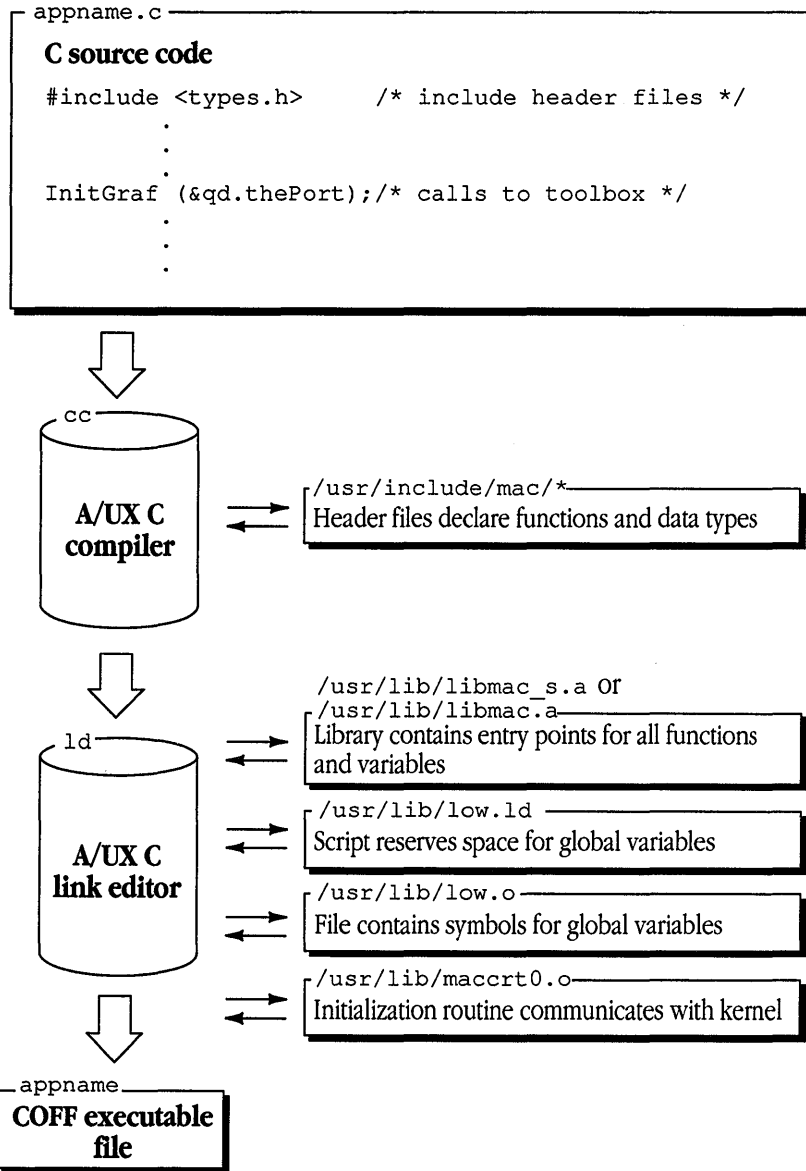 appname.c
C source code
#include <types.h> /* include header files */
.
.
.
InitGraf (&qd.thePort);/* calls to toolbox */
.
.
.
cc
A/UX C
compiler
/usr/include/mac/*
Header files declare functions and data types
ld
A/UX C
link editor
/usr/lib/libmac_s.a or
/usr/lib/libmac.a
Library contains entry points for all functions
and variables
/usr/lib/low.ld
Script reserves space for global variables
/usr/lib/low.o
File contains symbols for global variables
/usr/lib/maccrt0.o
Initialization routine communicates with kernel
appname
COFF executable
file